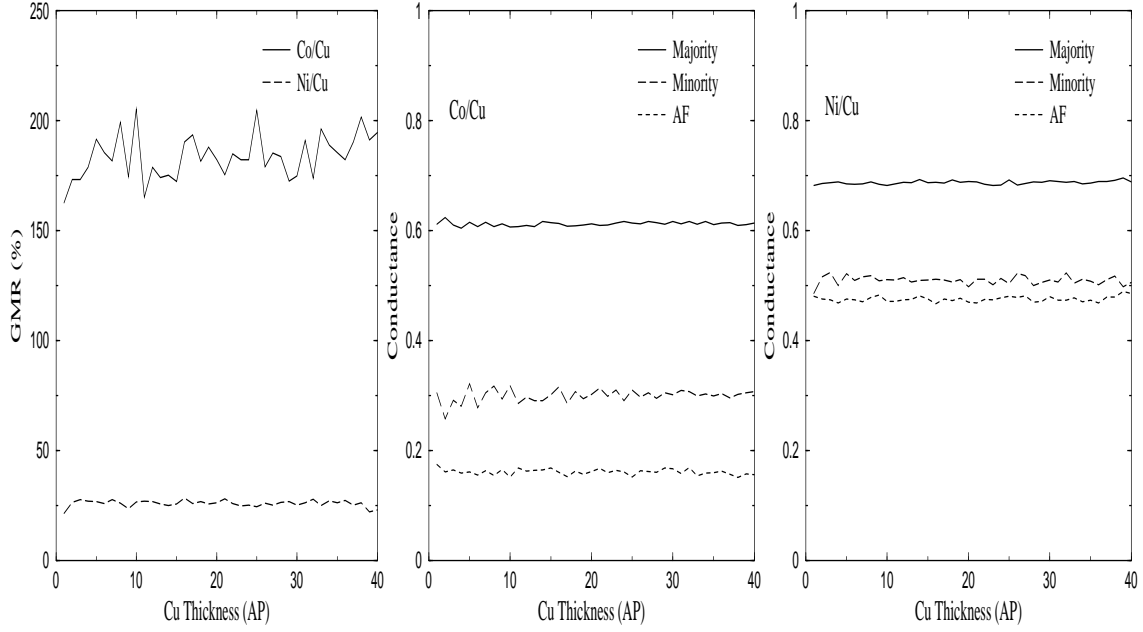 250
200
150
100
50
0
GMR (%)
Co/Cu
Ni/Cu
0
10
20
30
40
Cu Thickness (AP)
1
0.8
0.6
0.4
0.2
0
Conductance
Majority
Minority
AF
Co/Cu
0
10
20
30
40
Cu Thickness (AP)
1
0.8
0.6
0.4
0.2
0
Conductance
Majority
Minority
AF
Ni/Cu
0
10
20
30
40
Cu Thickness (AP)